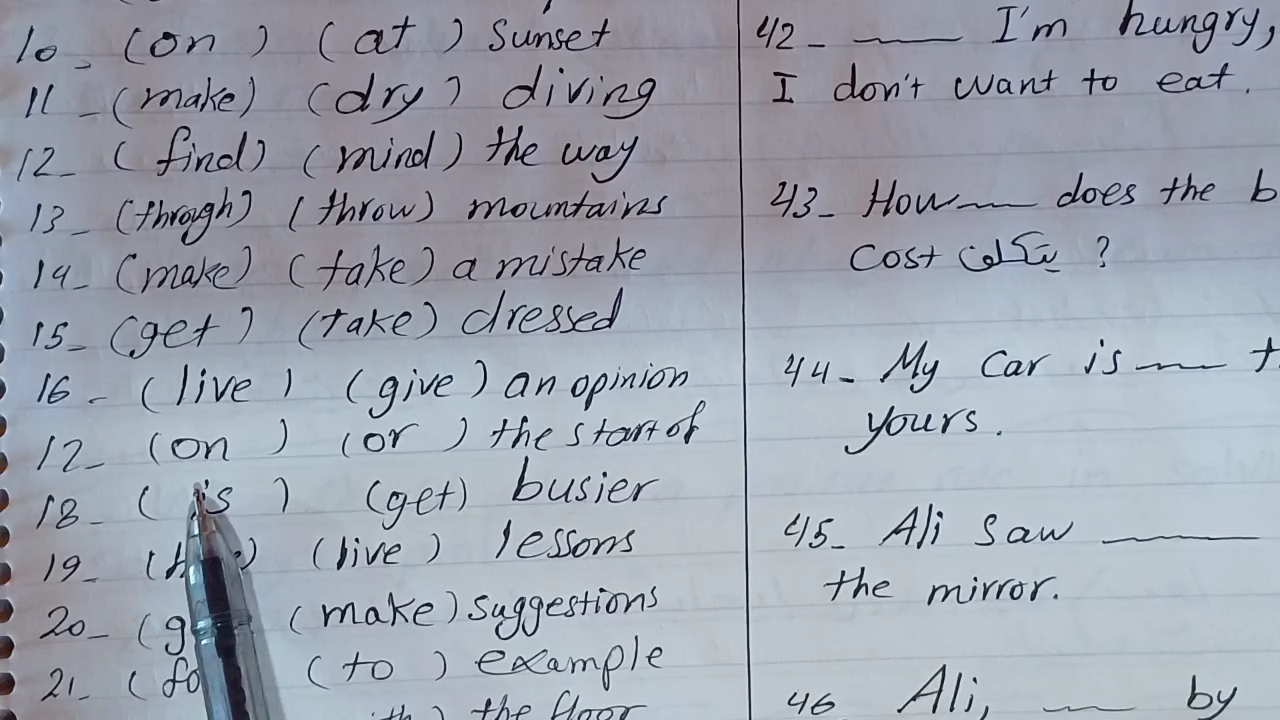 10_ (on) (at) sunset
11_ (make) (dry) diving
12_ (find) (mind) the way
13_ (through) (throw) mountains
14_ (make) (take) a mistake
15_ (get) (take) dressed
16_ (live) (give) an opinion
12_ (on) (or) the start of
18_ (is) (get) busier
19_ ( ) (live) lessons
20_ ( ) (make) suggestions
21_ ( ) (to) example
) the floor
42_ ___ I'm hungry,
I don't want to eat.
43_ How ___ does the
cost يتكلف ?
44_ My car is ___
yours.
45_ Ali saw ___
the mirror.
46 Ali, ___ by